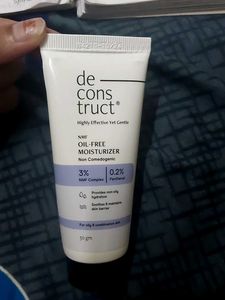 de
cons
truct®
Highly Effective Yet Gentle
NMF
OIL-FREE
MOISTURIZER
Non Comedogenic
3% 0.2%
NMF Complex Panthenol
Provides non oily
hydration
Soothes & maintains
skin barrier
For oily & combination skin
50 gm